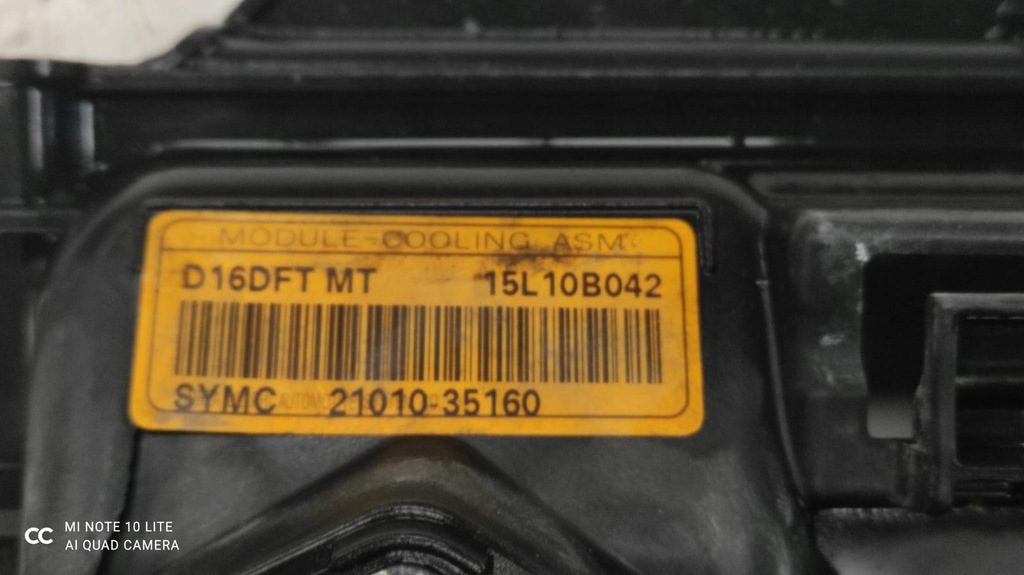 MODULE-COOLING ASM
D16DFT MT 15L10B042
SYMC 21010-35160
MI NOTE 10 LITE
AI QUAD CAMERA